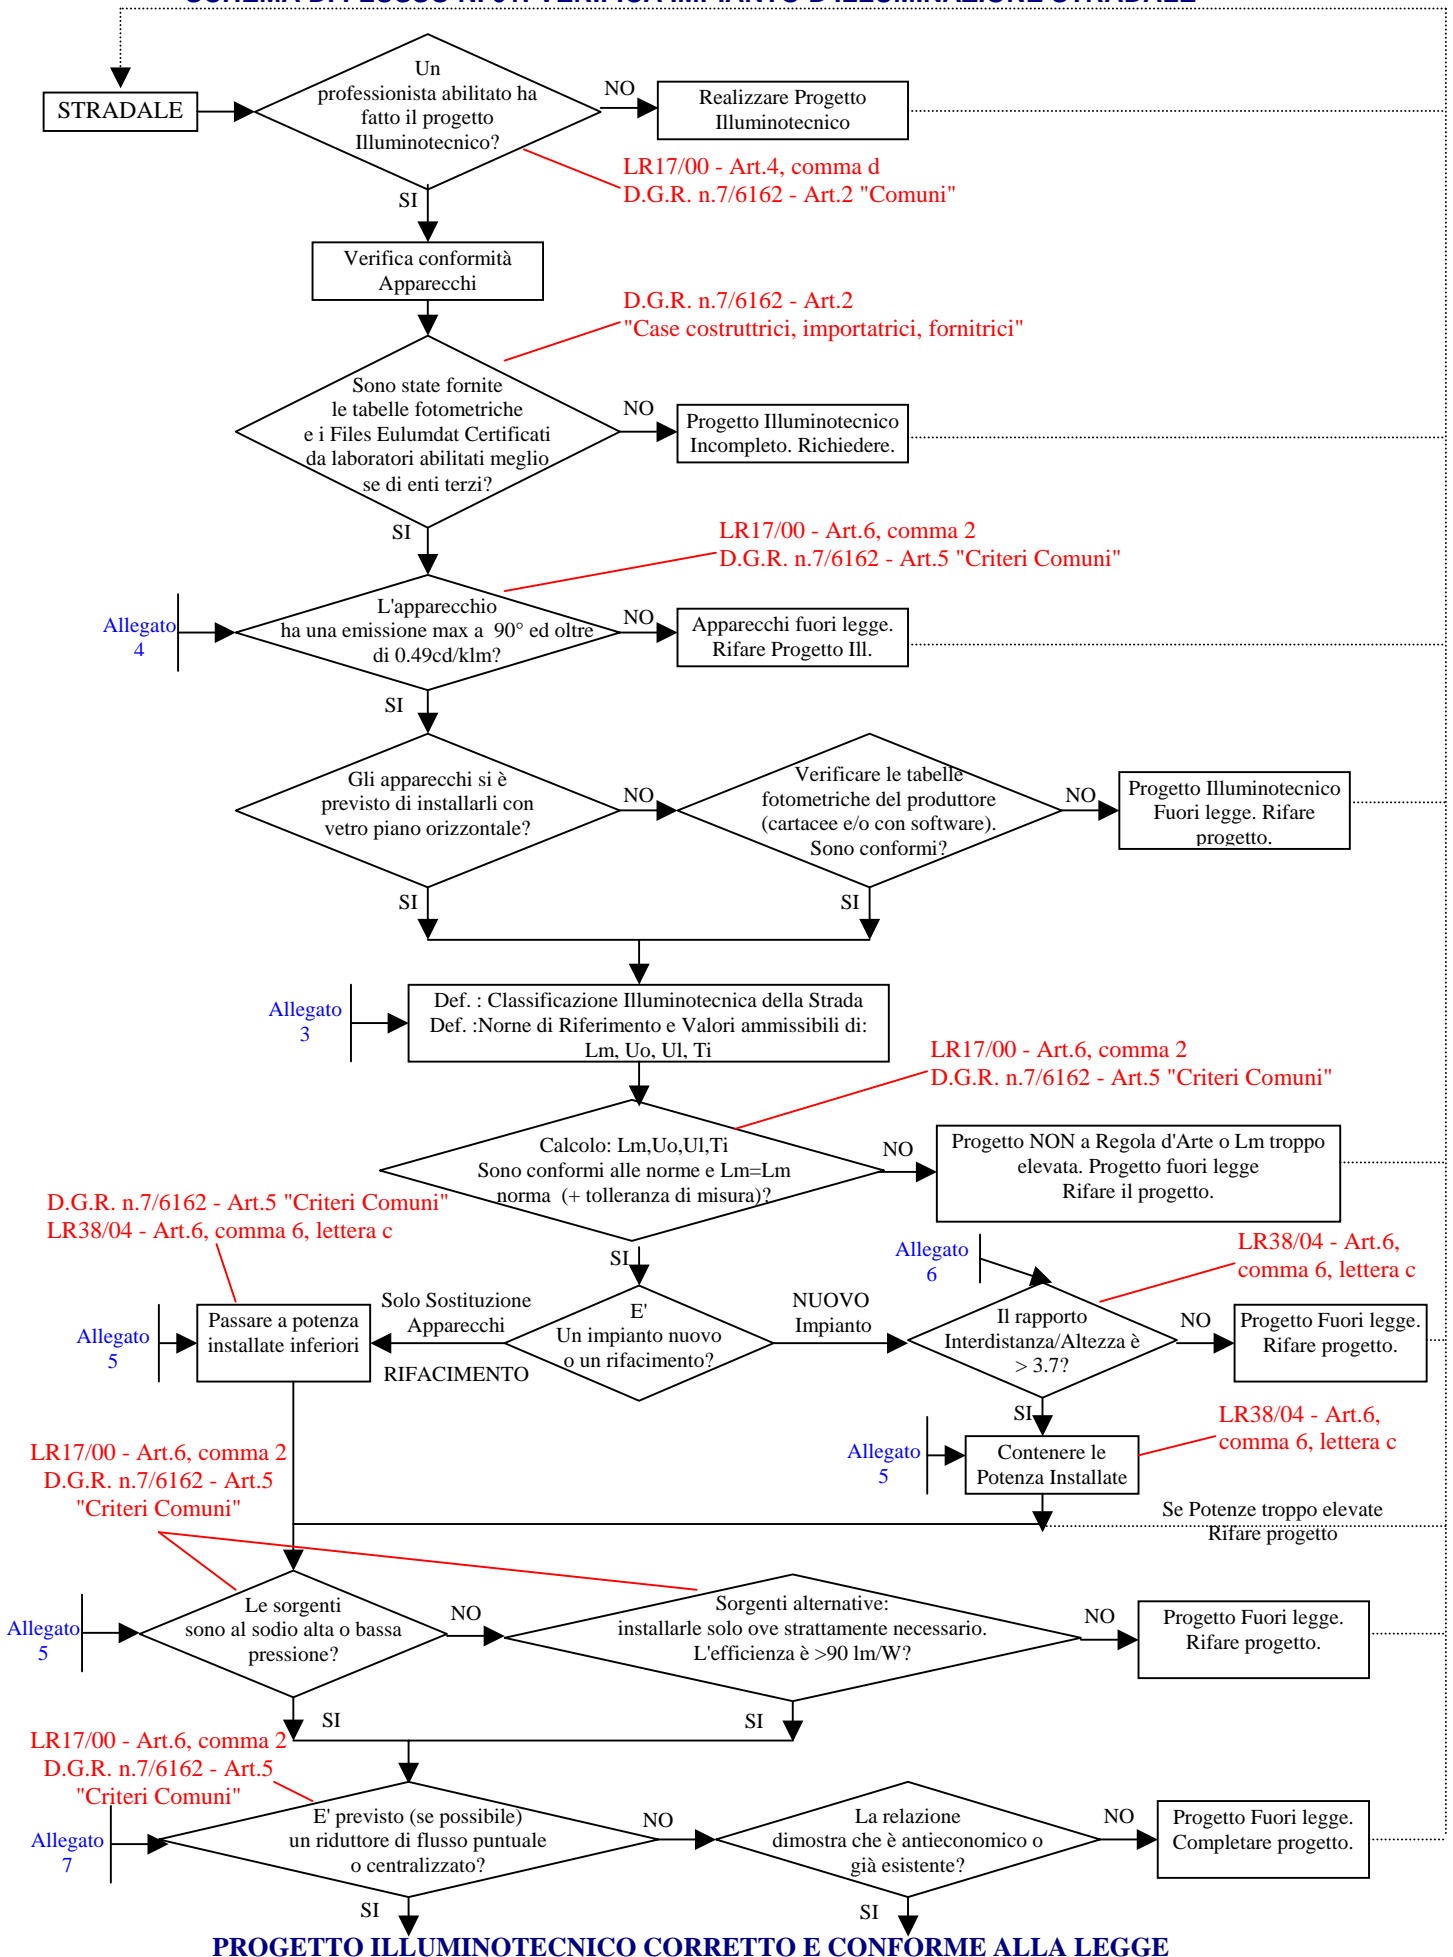 STRADALE
Un
professionista abilitato ha
fatto il progetto
Illuminotecnico?
NO
Realizzare Progetto
Illuminotecnico
LR17/00 - Art.4, comma d
D.G.R. n.7/6162 - Art.2 "Comuni"
SI
Verifica conformità
Apparecchi
D.G.R. n.7/6162 - Art.2
"Case costruttrici, importatrici, fornitrici"
Sono state fornite
le tabelle fotometriche
e i Files Eulumdat Certificati
da laboratori abilitati meglio
se di enti terzi?
NO
Progetto Illuminotecnico
Incompleto. Richiedere.
SI
LR17/00 - Art.6, comma 2
D.G.R. n.7/6162 - Art.5 "Criteri Comuni"
Allegato
4
L'apparecchio
ha una emissione max a 90° ed oltre
di 0.49cd/klm?
NO
Apparecchi fuori legge.
Rifare Progetto Ill.
SI
Gli apparecchi si è
previsto di installarli con
vetro piano orizzontale?
NO
Verificare le tabelle
fotometriche del produttore
(cartacee e/o con software).
Sono conformi?
NO
Progetto Illuminotecnico
Fuori legge. Rifare
progetto.
SI
SI
Allegato
3
Def. : Classificazione Illuminotecnica della Strada
Def. :Norne di Riferimento e Valori ammissibili di:
Lm, Uo, Ul, Ti
LR17/00 - Art.6, comma 2
D.G.R. n.7/6162 - Art.5 "Criteri Comuni"
Calcolo: Lm,Uo,Ul,Ti
Sono conformi alle norme e Lm=Lm
norma (+ tolleranza di misura)?
NO
Progetto NON a Regola d'Arte o Lm troppo
elevata. Progetto fuori legge
Rifare il progetto.
D.G.R. n.7/6162 - Art.5 "Criteri Comuni"
LR38/04 - Art.6, comma 6, lettera c
SI
Allegato
6
LR38/04 - Art.6,
comma 6, lettera c
Allegato
5
Passare a potenza
installate inferiori
Solo Sostituzione
Apparecchi
RIFACIMENTO
E'
Un impianto nuovo
o un rifacimento?
NUOVO
Impianto
Il rapporto
Interdistanza/Altezza è
> 3.7?
NO
Progetto Fuori legge.
Rifare progetto.
SI
LR38/04 - Art.6,
comma 6, lettera c
Allegato
5
Contenere le
Potenza Installate
LR17/00 - Art.6, comma 2
D.G.R. n.7/6162 - Art.5
"Criteri Comuni"
Se Potenze troppo elevate
Rifare progetto
Allegato
5
Le sorgenti
sono al sodio alta o bassa
pressione?
NO
Sorgenti alternative:
installarle solo ove strattamente necessario.
L'efficienza è >90 lm/W?
NO
Progetto Fuori legge.
Rifare progetto.
SI
SI
LR17/00 - Art.6, comma 2
D.G.R. n.7/6162 - Art.5
"Criteri Comuni"
Allegato
7
E' previsto (se possibile)
un riduttore di flusso puntuale
o centralizzato?
NO
La relazione
dimostra che è antieconomico o
già esistente?
NO
Progetto Fuori legge.
Completare progetto.
SI
SI
PROGETTO ILLUMINOTECNICO CORRETTO E CONFORME ALLA LEGGE